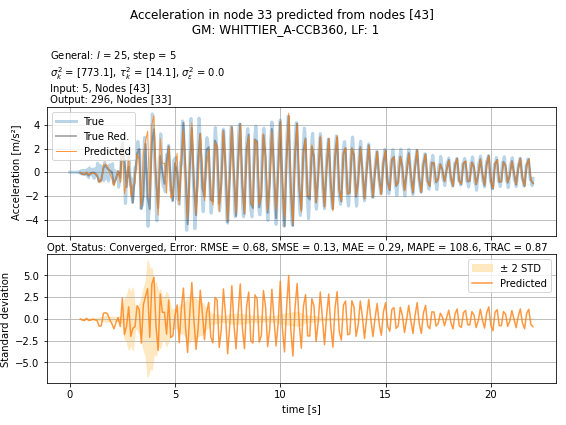 Acceleration in node 33 predicted from nodes [43]
GM: WHITTIER_A-CCB360, LF: 1
General: l = 25, step = 5
σ²ₖ = [773.1], τ²ₖ = [14.1], σ²ε = 0.0
Input: 5, Nodes [43]
Output: 296, Nodes [33]
True
True Red.
Predicted
Acceleration [m/s²]
4
2
0
−2
−4
Opt. Status: Converged, Error: RMSE = 0.68, SMSE = 0.13, MAE = 0.29, MAPE = 108.6, TRAC = 0.87
± 2 STD
Predicted
Standard deviation
5.0
2.5
0.0
−2.5
−5.0
0 5 10 15 20
time [s]